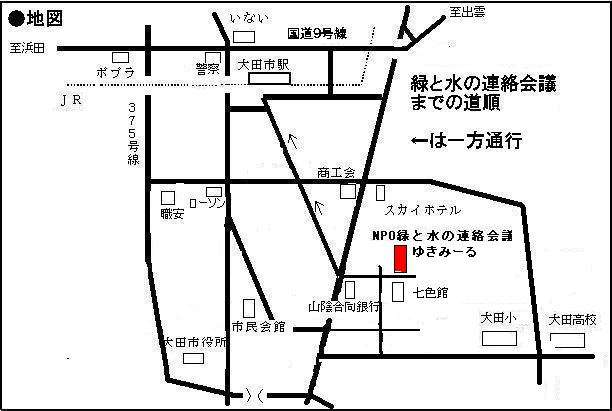 ●地図
いない
至出雲
国道9号線
至浜田
ポプラ
警察
大田市駅
JR
緑と水の連絡会議
までの道順
375号線
←は一方通行
商工会
職安
ローソン
スカイホテル
NPO緑と水の連絡会議
ゆきみーる
山陰合同銀行
七色館
市民会館
大田小
大田高校
大田市役所